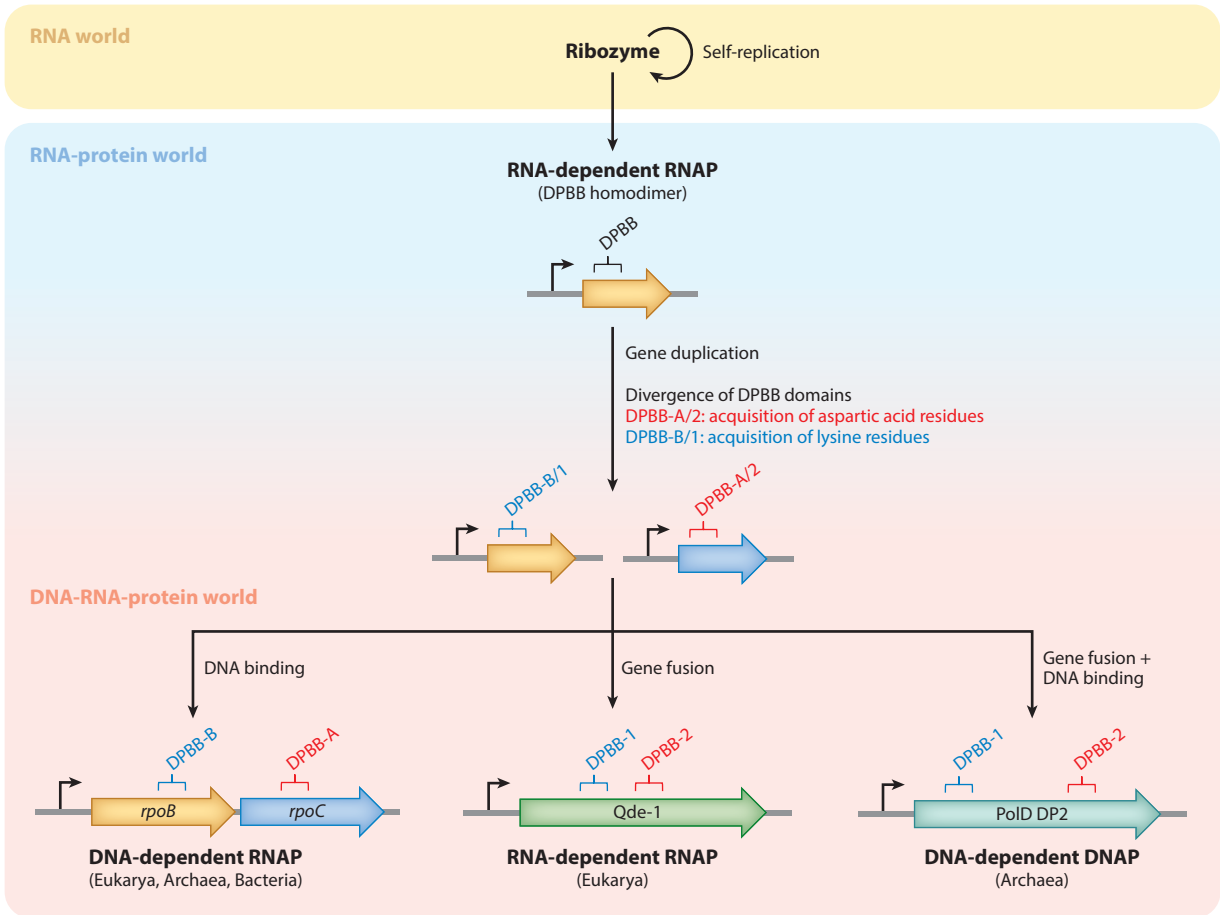 RNA world
Ribozyme
Self-replication
RNA-protein world
RNA-dependent RNAP
(DPBB homodimer)
DPBB
Gene duplication
Divergence of DPBB domains
DPBB-A/2: acquisition of aspartic acid residues
DPBB-B/1: acquisition of lysine residues
DPBB-B/1
DPBB-A/2
DNA-RNA-protein world
DNA binding
Gene fusion
Gene fusion +
DNA binding
DPBB-B
DPBB-A
rpoB
rpoC
DNA-dependent RNAP
(Eukarya, Archaea, Bacteria)
DPBB-1
DPBB-2
Qde-1
RNA-dependent RNAP
(Eukarya)
DPBB-1
DPBB-2
PolD DP2
DNA-dependent DNAP
(Archaea)